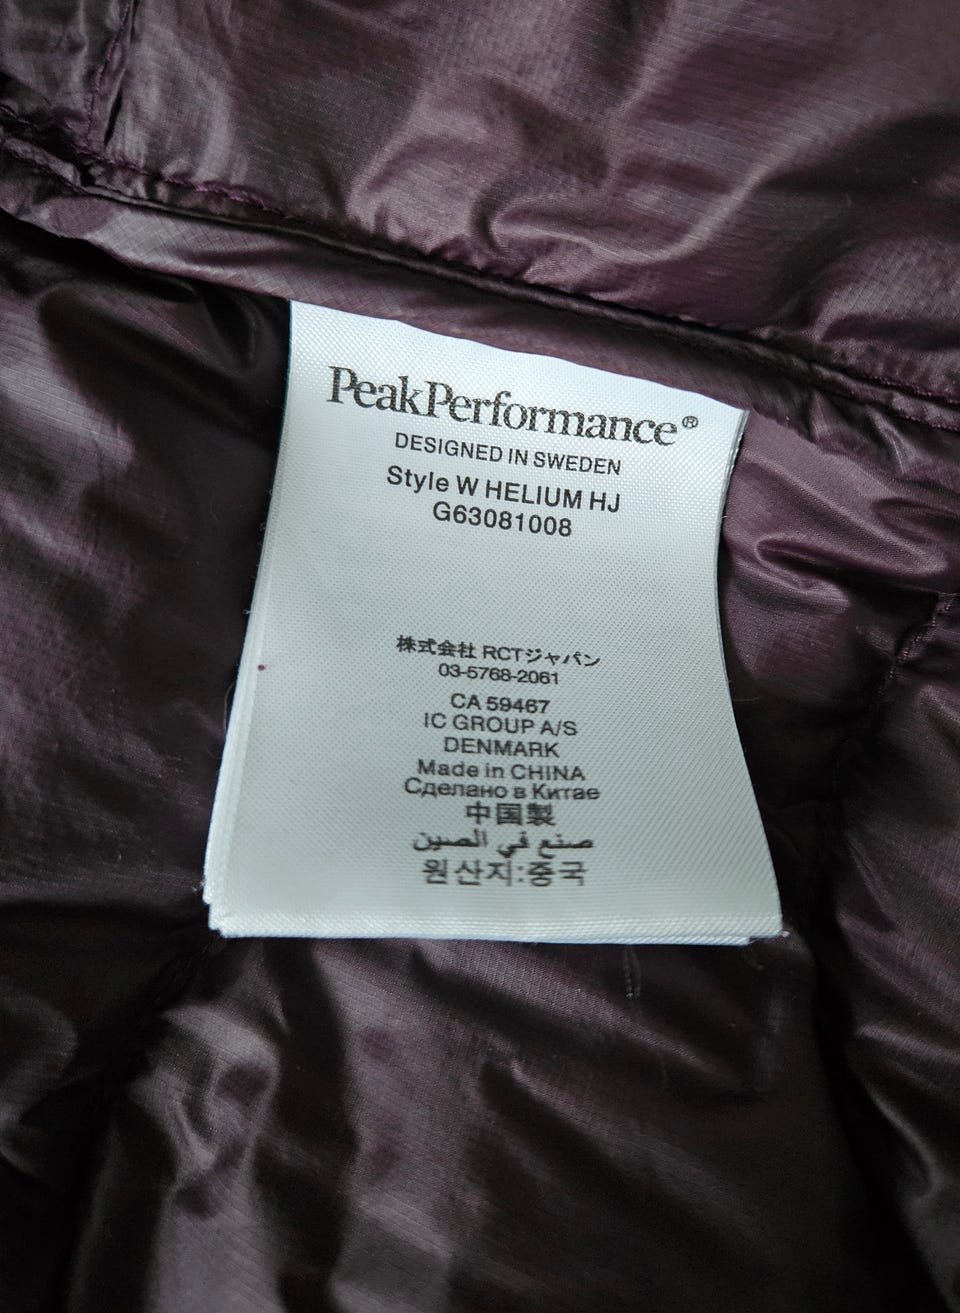 PeakPerformance®
DESIGNED IN SWEDEN
Style W HELIUM HJ
G63081008
株式会社 RCTジャパン
03-5768-2061
CA 59467
IC GROUP A/S
DENMARK
Made in CHINA
Сделано в Китае
中国製
صنع في الصين
원산지:중국